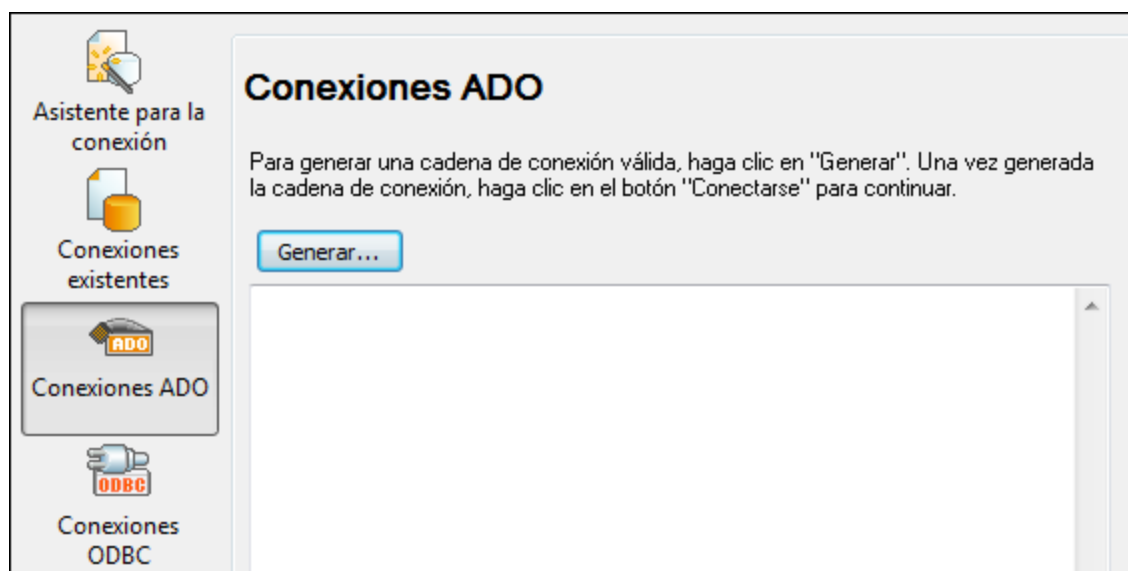 Asistente para la
conexión
Conexiones
existentes
ADO
Conexiones ADO
ODBC
Conexiones
ODBC
Conexiones ADO
Para generar una cadena de conexión válida, haga clic en "Generar". Una vez generada
la cadena de conexión, haga clic en el botón "Conectarse" para continuar.
Generar...